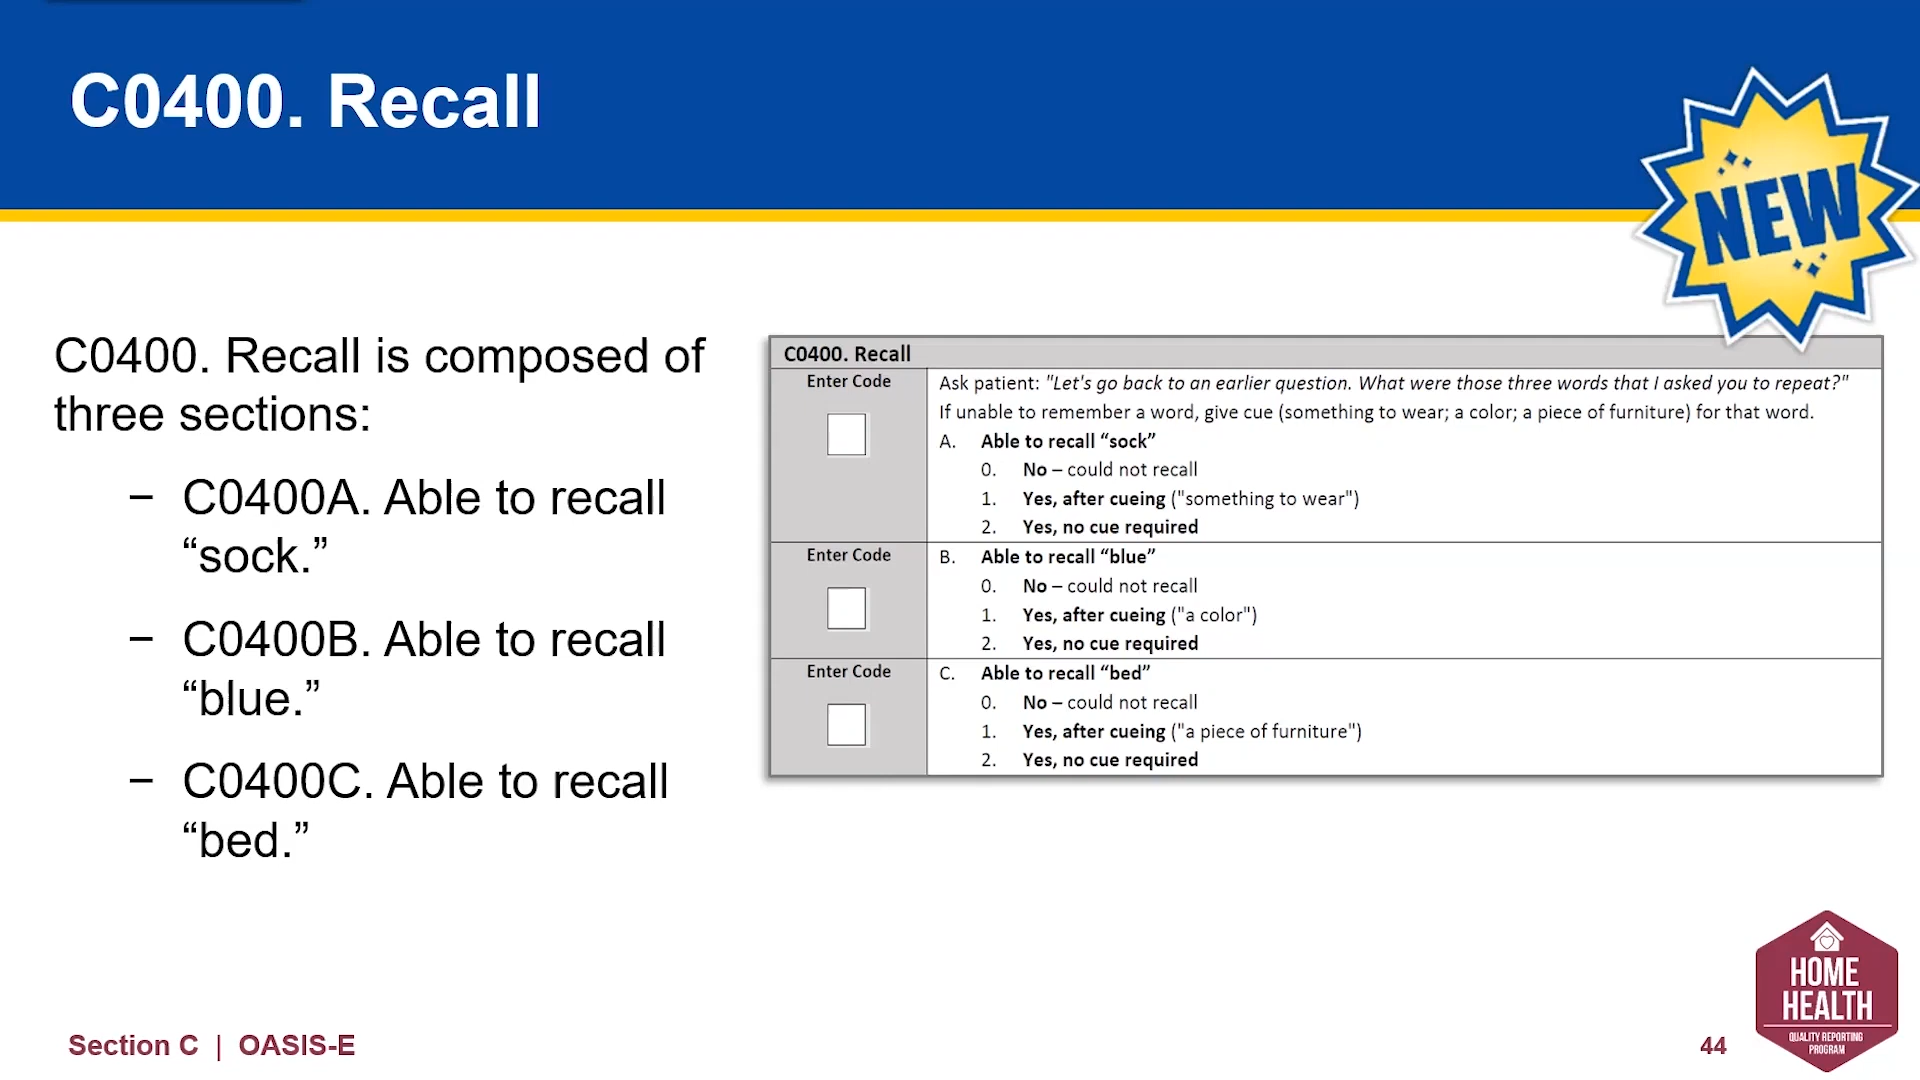 C0400. Recall
NEW
C0400. Recall is composed of
three sections:
– C0400A. Able to recall
“sock.”
– C0400B. Able to recall
“blue.”
– C0400C. Able to recall
“bed.”
C0400. Recall
Enter Code
Ask patient: "Let's go back to an earlier question. What were those three words that I asked you to repeat?"
If unable to remember a word, give cue (something to wear; a color; a piece of furniture) for that word.
A. Able to recall “sock”
0. No – could not recall
1. Yes, after cueing ("something to wear")
2. Yes, no cue required
Enter Code
B. Able to recall “blue”
0. No – could not recall
1. Yes, after cueing ("a color")
2. Yes, no cue required
Enter Code
C. Able to recall “bed”
0. No – could not recall
1. Yes, after cueing ("a piece of furniture")
2. Yes, no cue required
Section C | OASIS-E
44
HOME
HEALTH
QUALITY REPORTING
PROGRAM